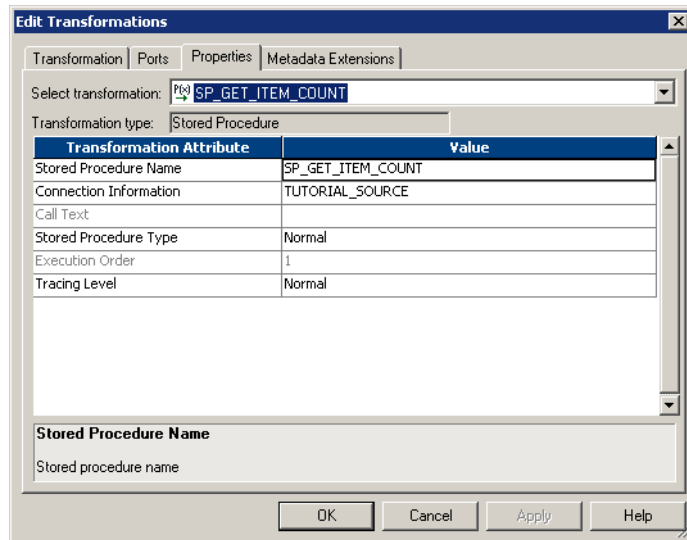 Edit Transformations
Transformation Ports Properties Metadata Extensions
Select transformation: P(x) SP_GET_ITEM_COUNT
Transformation type: Stored Procedure
Transformation Attribute Value
Stored Procedure Name SP_GET_ITEM_COUNT
Connection Information TUTORIAL_SOURCE
Call Text
Stored Procedure Type Normal
Execution Order 1
Tracing Level Normal
Stored Procedure Name
Stored procedure name
OK Cancel Apply Help